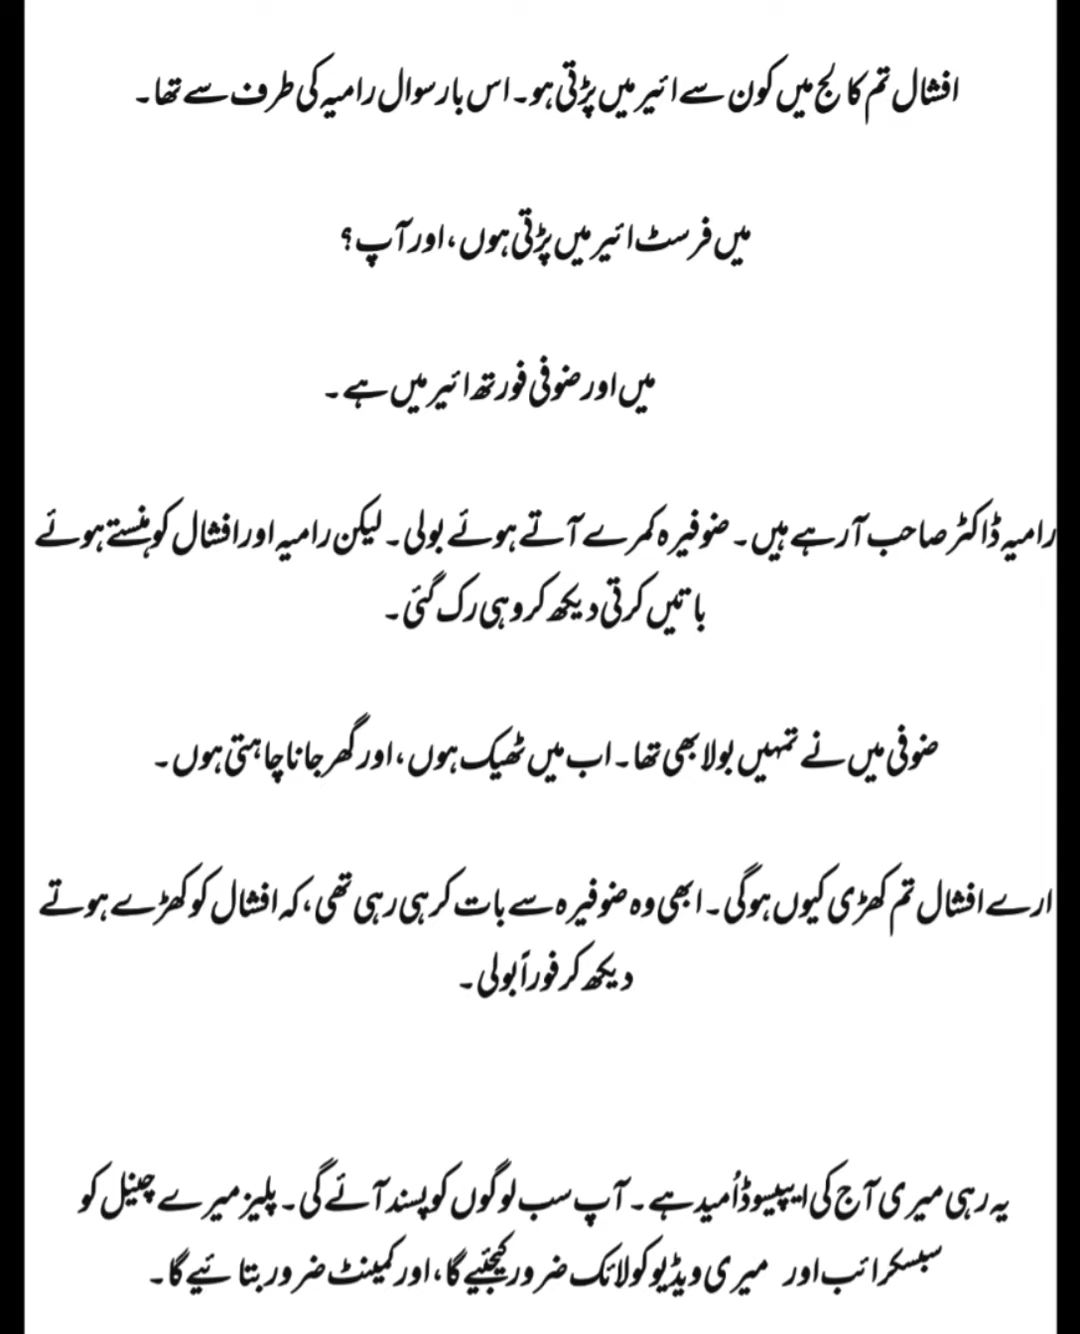 افشال تم کالج میں کون سے ائیر میں پڑتی ہو۔ اس بار سوال رامیہ کی طرف سے تھا۔
میں فرسٹ ائیر میں پڑتی ہوں، اور آپ؟
میں اور ضوفی فورتھ ائیر میں ہے۔
رامیہ ڈاکٹر صاحب آرہے ہیں۔ ضوفیرہ کمرے آتے ہوئے بولی۔ لیکن رامیہ اور افشال کو ہنستے ہوئے
باتیں کرتی دیکھ کر وہی رک گئی۔
ضوفی میں نے تمہیں بولا بھی تھا۔ اب میں ٹھیک ہوں، اور گھر جانا چاہتی ہوں۔
ارے افشال تم کھڑی کیوں ہوگی۔ ابھی وہ ضوفیرہ سے بات کر ہی رہی تھی، کہ افشال کو کھڑے ہوتے
دیکھ کر فوراً بولی۔
یہ رہی میری آج کی ایپیسوڈ اُمید ہے۔ آپ سب لوگوں کو پسند آئے گی۔ پلیز میرے چینل کو
سبسکرائب اور میری ویڈیو کو لائک ضرور کیجئیے گا، اور کمینٹ ضرور بتائیے گا۔